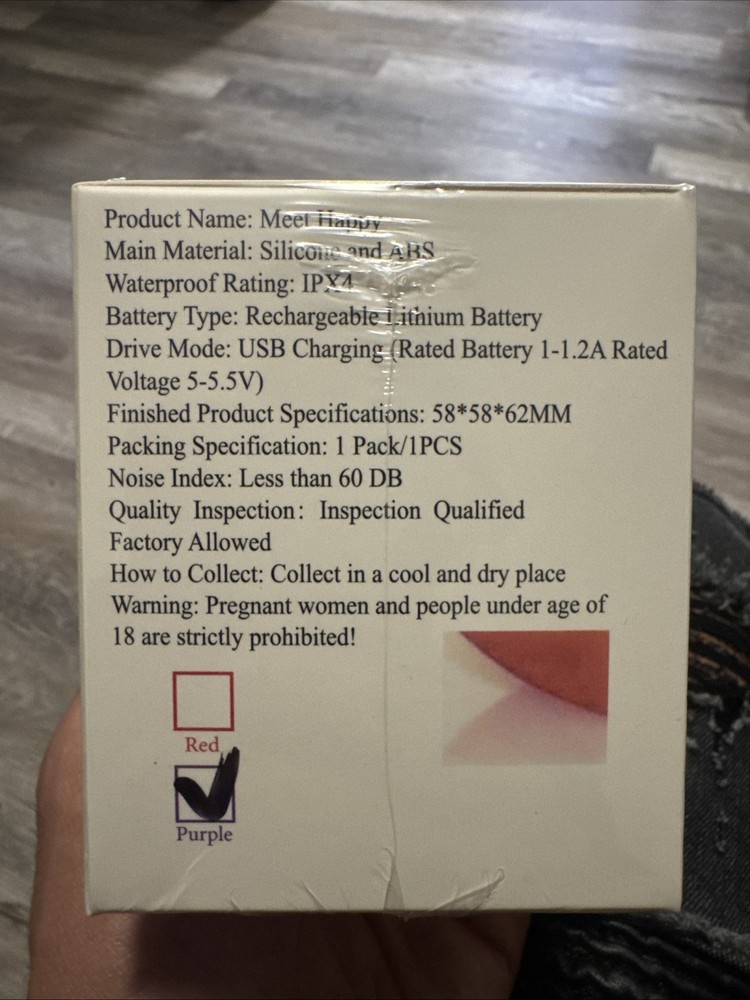 Product Name: Meet Happy
Main Material: Silicone and ABS
Waterproof Rating: IPX4
Battery Type: Rechargeable Lithium Battery
Drive Mode: USB Charging (Rated Battery 1-1.2A Rated
Voltage 5-5.5V)
Finished Product Specifications: 58*58*62MM
Packing Specification: 1 Pack/1PCS
Noise Index: Less than 60 DB
Quality Inspection: Inspection Qualified
Factory Allowed
How to Collect: Collect in a cool and dry place
Warning: Pregnant women and people under age of
18 are strictly prohibited!
Red
Purple